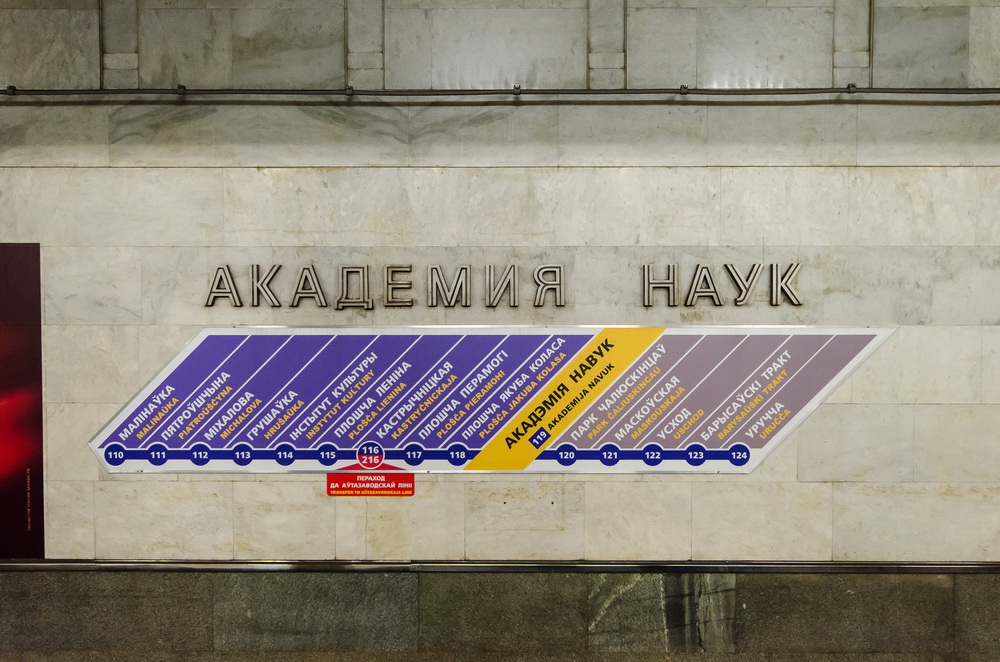 АКАДЕМИЯ НАУК
МАЛІНАЎКА
MALINAŬKA
110
ПЯТРОЎШЧЫНА
PIATROŬŠČYNA
111
МІХАЛОВА
MICHALOVA
112
ГРУШАЎКА
HRUŠAŬKA
113
ІНСТЫТУТ КУЛЬТУРЫ
INSTYTUT KUĽTURY
114
ПЛОШЧА ЛЕНІНА
PLOŠČA LIENINA
115
КАСТРЫЧНІЦКАЯ
KASTRYČNICKAJA
116
216
ПЛОШЧА ПЕРАМОГІ
PLOŠČA PIERAMOHI
117
ПЛОШЧА ЯКУБА КОЛАСА
PLOŠČA JAKUBA KOLASA
118
АКАДЭМІЯ НАВУК
119 AKADEMIJA NAVUK
ПАРК ЧАЛЮСКІНЦАЎ
PARK ČALIUSKINCAŬ
120
МАСКОЎСКАЯ
MASKOŬSKAJA
121
УСХОД
USCHOD
122
БАРЫСАЎСКІ ТРАКТ
BARYSAŬSKI TRAKT
123
УРУЧЧА
URUČČA
124
ПЕРАХОД
ДА АЎТАЗАВОДСКАЙ ЛІНІІ
TRANSFER TO AŬTAZAVODSKAJA LINE